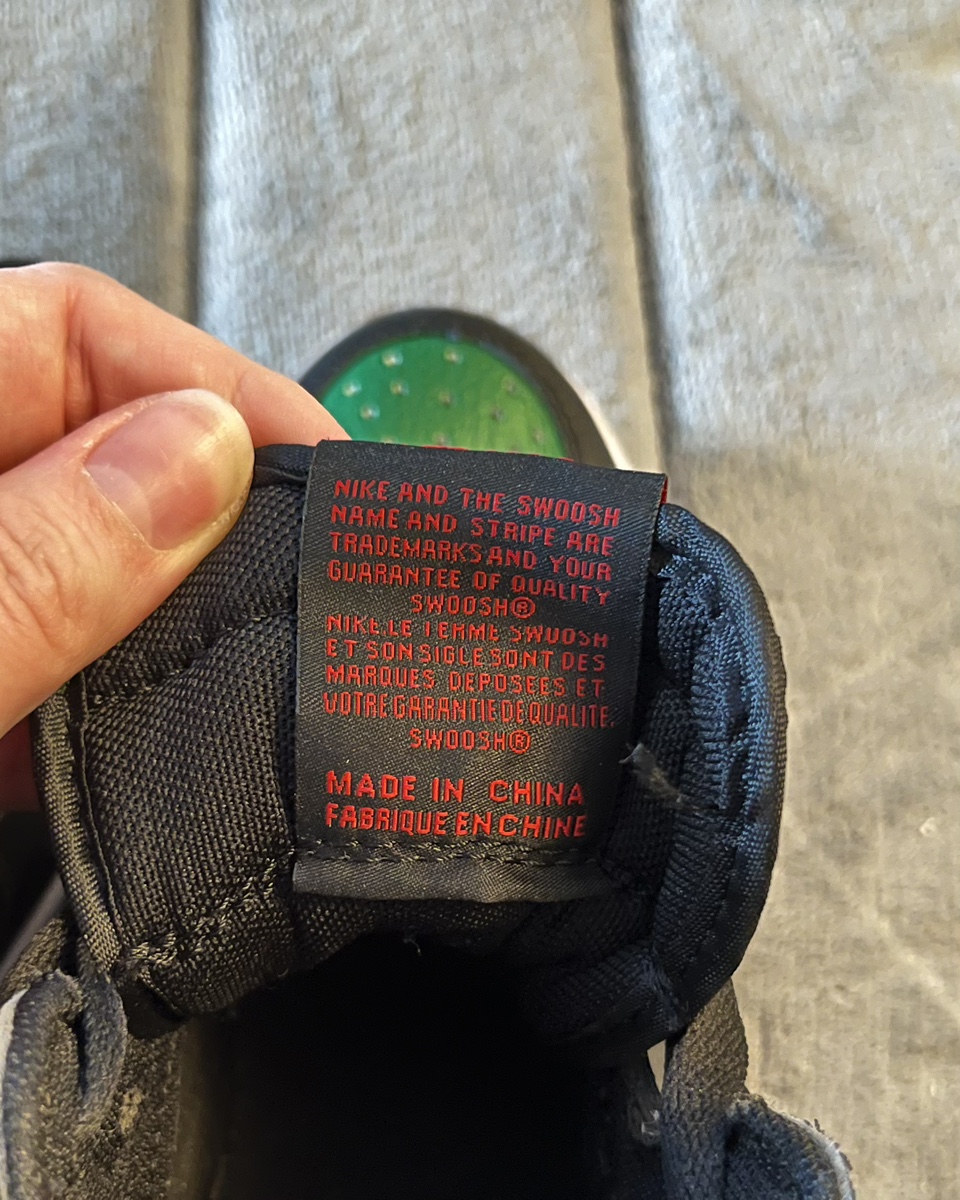 NIKE AND THE SWOOSH
NAME AND STRIPE ARE
TRADEMARKS AND YOUR
GUARANTEE OF QUALITY
SWOOSH®
NIKE LE TERME SWOOSH
ET SON SIGLE SONT DES
MARQUES DEPOSEES ET
VOTRE GARANTIE DE QUALITE.
SWOOSH®
MADE IN CHINA
FABRIQUE EN CHINE